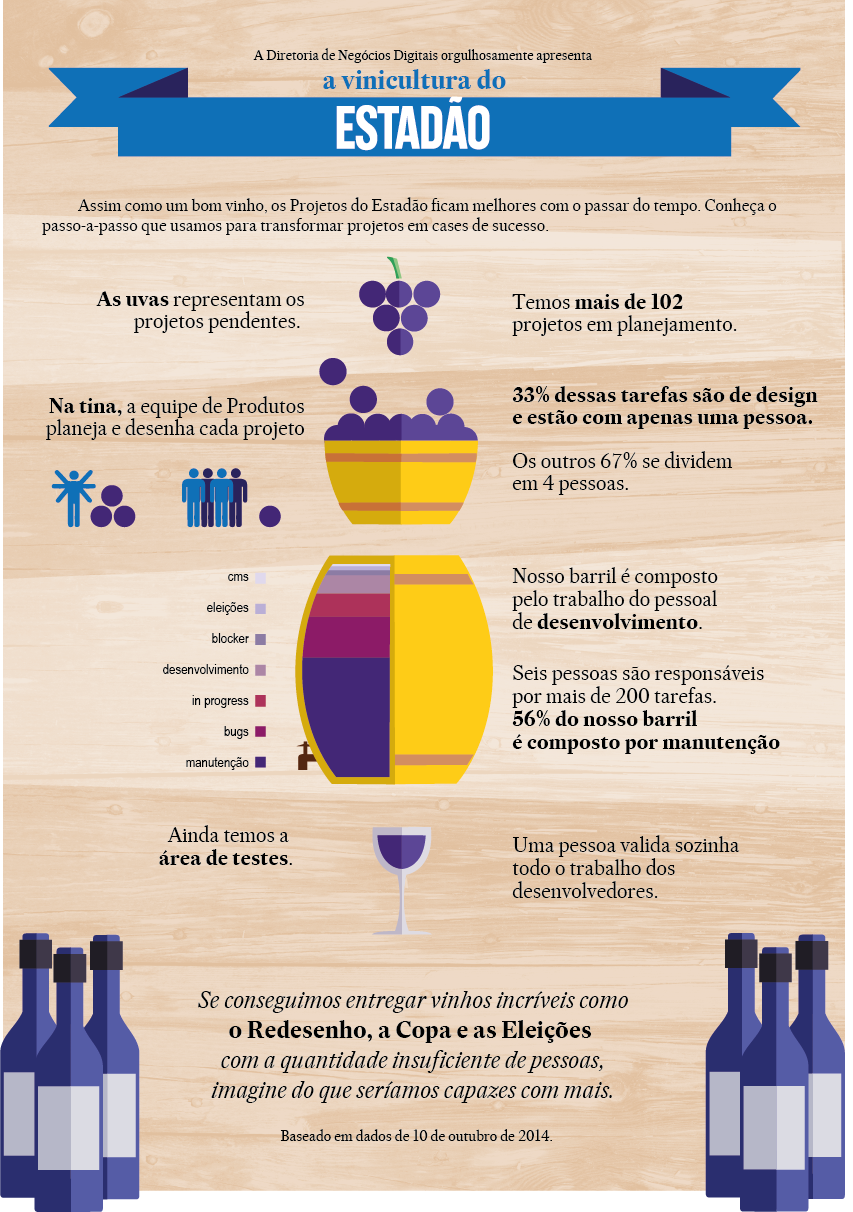 A Diretoria de Negócios Digitais orgulhosamente apresenta
a vinicultura do
ESTADÃO
Assim como um bom vinho, os Projetos do Estadão ficam melhores com o passar do tempo. Conheça o
passo-a-passo que usamos para transformar projetos em cases de sucesso.
As uvas representam os
projetos pendentes.
Temos mais de 102
projetos em planejamento.
Na tina, a equipe de Produtos
planeja e desenha cada projeto
33% dessas tarefas são de design
e estão com apenas uma pessoa.
Os outros 67% se dividem
em 4 pessoas.
cms
eleições
blocker
desenvolvimento
in progress
bugs
manutenção
Nosso barril é composto
pelo trabalho do pessoal
de desenvolvimento.
Seis pessoas são responsáveis
por mais de 200 tarefas.
56% do nosso barril
é composto por manutenção
Ainda temos a
área de testes.
Uma pessoa valida sozinha
todo o trabalho dos
desenvolvedores.
Se conseguimos entregar vinhos incríveis como
o Redesenho, a Copa e as Eleições
com a quantidade insuficiente de pessoas,
imagine do que seríamos capazes com mais.
Baseado em dados de 10 de outubro de 2014.